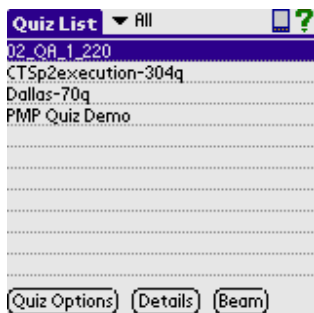 Quiz List All ?
02_QA_1_220
CTSp2execution-304q
Dallas-70q
PMP Quiz Demo
Quiz Options Details Beam